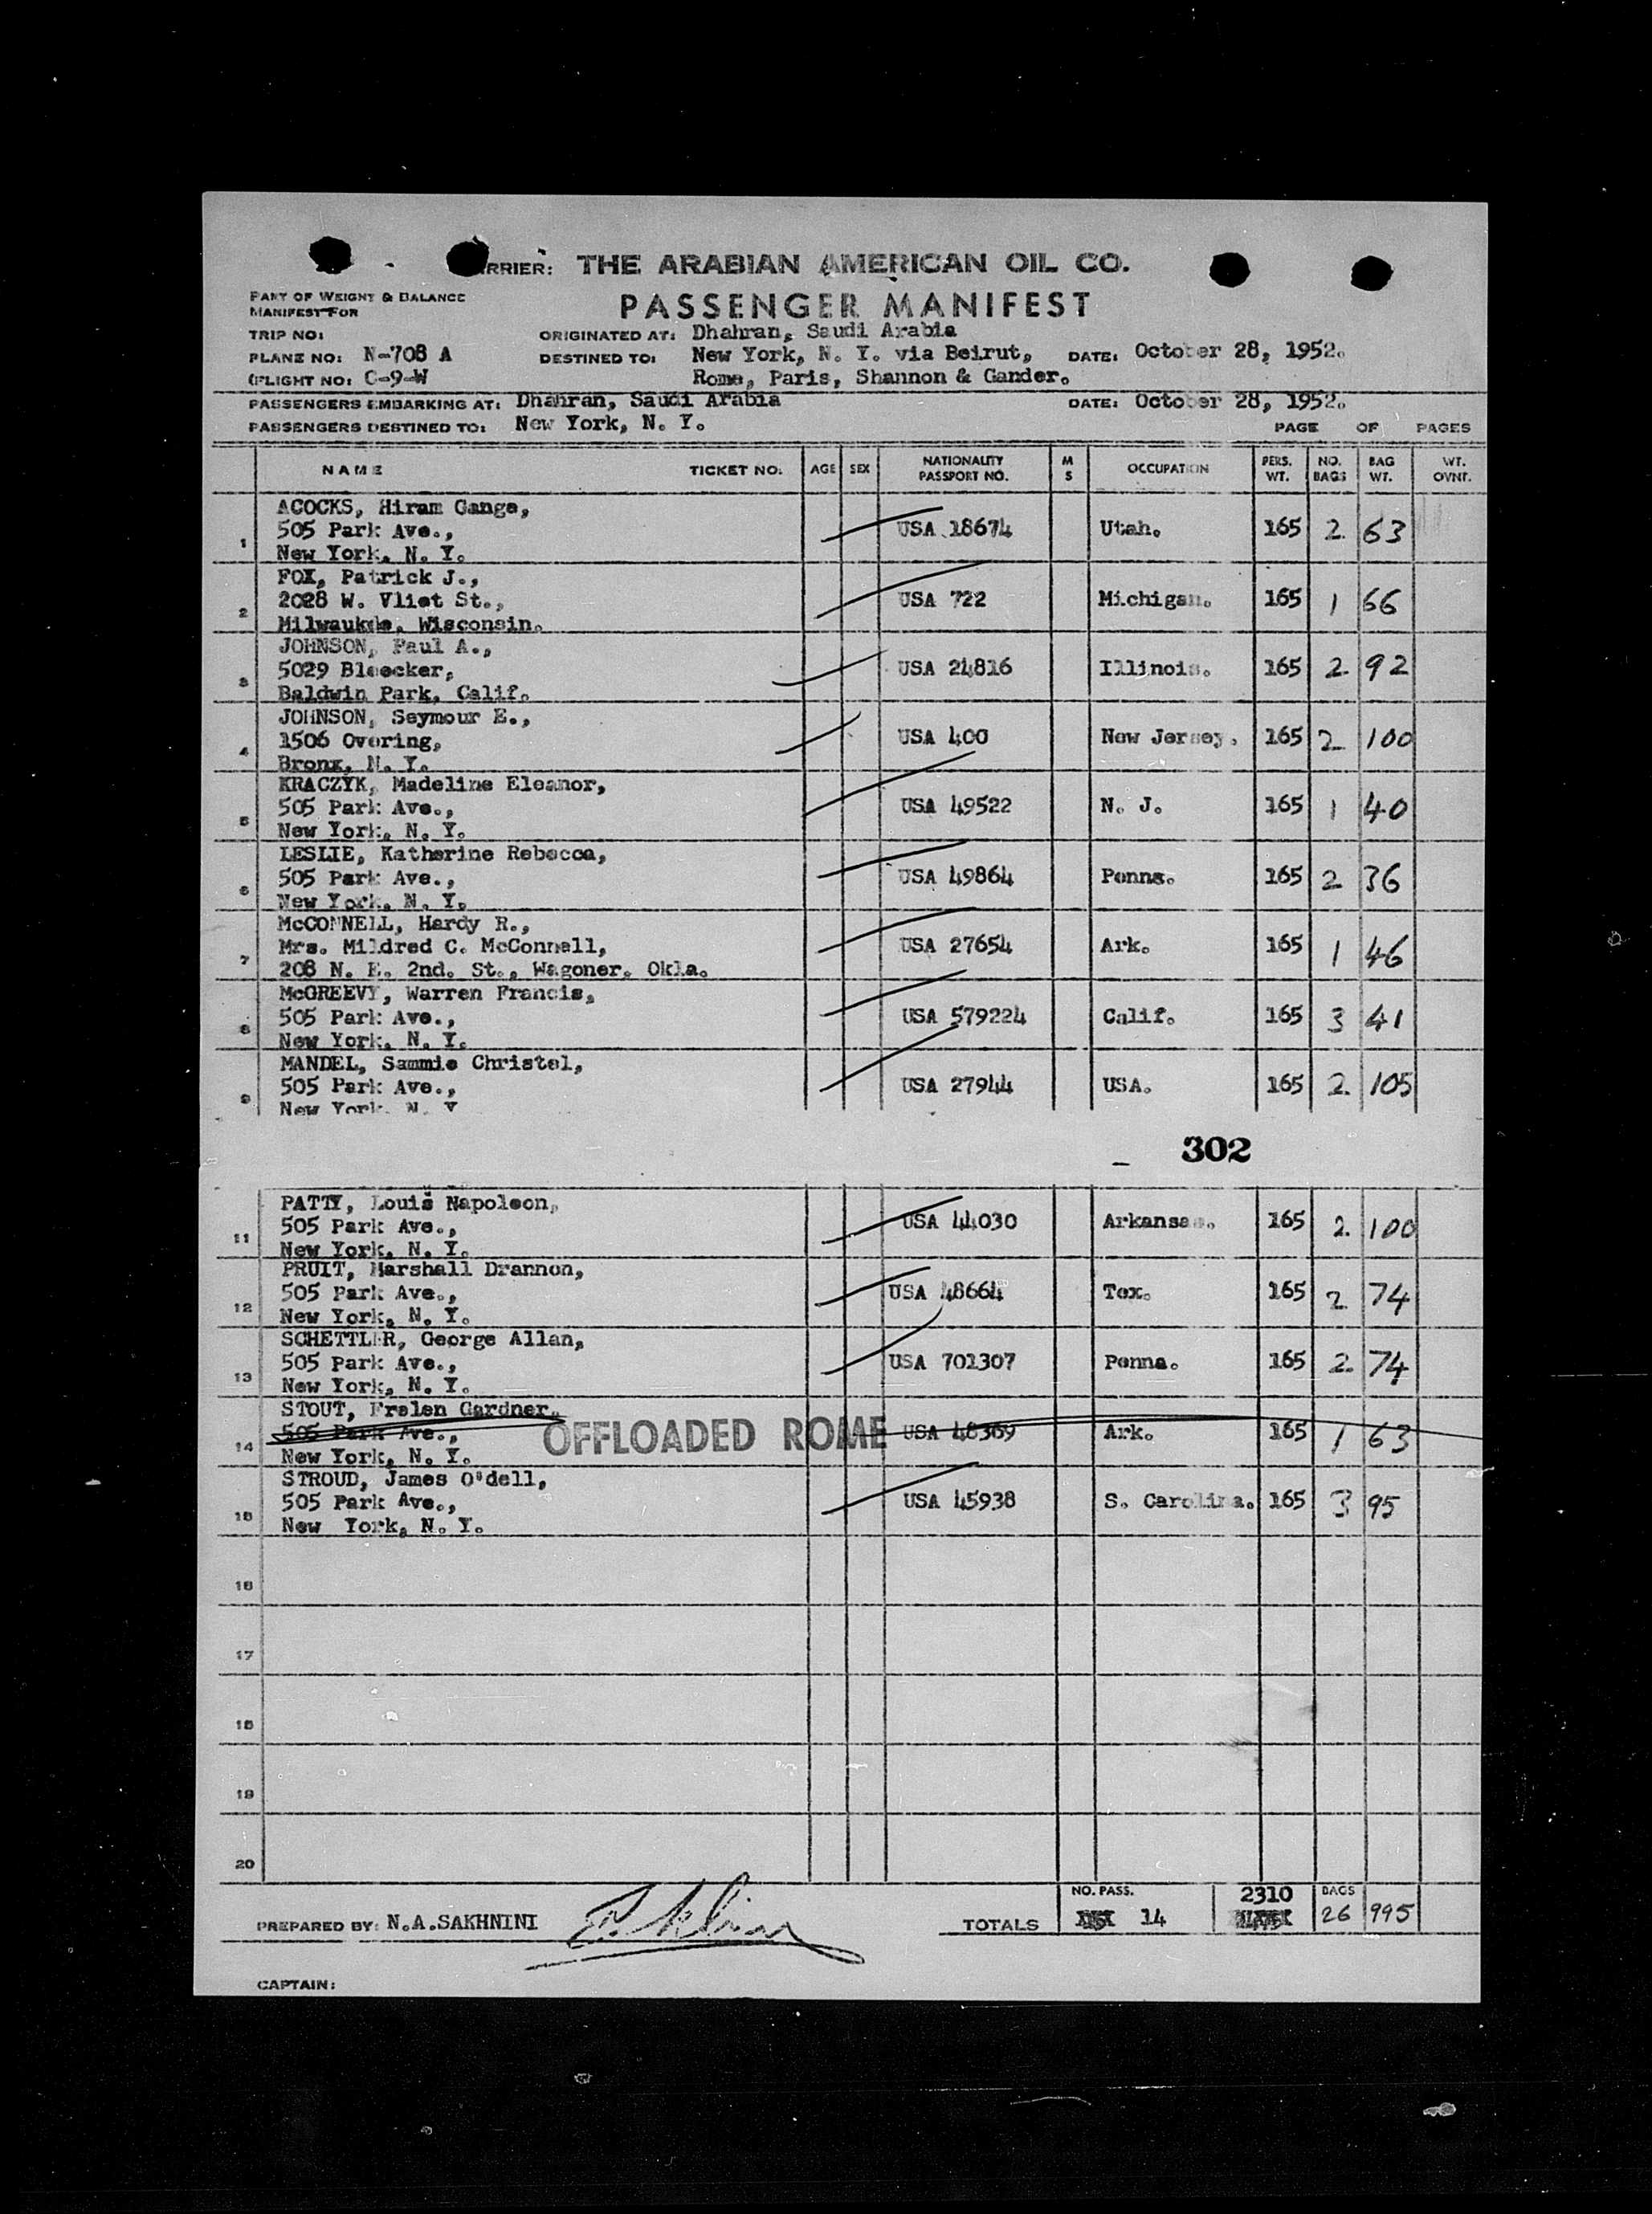 RRIER: THE ARABIAN AMERICAN OIL CO.
PART OF WEIGHT & BALANCE
MANIFEST FOR
PASSENGER MANIFEST
TRIP NO: ORIGINATED AT: Dhahran, Saudi Arabia
PLANE NO: N-708 A DESTINED TO: New York, N. Y. via Beirut, DATE: October 28, 1952.
FLIGHT NO: C-9-W Rome, Paris, Shannon & Gander.
PASSENGERS EMBARKING AT: Dhahran, Saudi Arabia DATE: October 28, 1952.
PASSENGERS DESTINED TO: New York, N. Y. PAGE OF PAGES
NAME TICKET NO. AGE SEX NATIONALITY PASSPORT NO. M S OCCUPATION PERS. WT. NO. BAGS BAG WT. WT. OVNT.
ACOCKS, Hiram Gange,
505 Park Ave., USA 18674 Utah. 165 2 63
1 New York, N. Y.
FOX, Patrick J.,
2028 W. Vliet St., USA 722 Michigan. 165 1 66
2 Milwaukee, Wisconsin.
JOHNSON, Paul A.,
5029 Bleecker, USA 24816 Illinois. 165 2 92
3 Baldwin Park, Calif.
JOHNSON, Seymour E.,
1506 Overing, USA 400 New Jersey. 165 2 100
4 Bronx, N. Y.
KRACZYK, Madeline Eleanor,
505 Park Ave., USA 49522 N. J. 165 1 40
5 New York, N. Y.
LESLIE, Katherine Rebecca,
505 Park Ave., USA 49864 Penna. 165 2 36
6 New York, N. Y.
McCONNELL, Hardy R.,
Mrs. Mildred C. McConnell, USA 27654 Ark. 165 1 46
7 208 N. E. 2nd. St., Wagoner, Okla.
McGREEVY, Warren Francis,
505 Park Ave., USA 579224 Calif. 165 3 41
8 New York, N. Y.
MANDEL, Sammie Christel,
505 Park Ave., USA 27944 USA. 165 2 105
9 New York, N. Y
302
PATTY, Louis Napoleon,
505 Park Ave., USA 44030 Arkansas. 165 2 100
11 New York, N. Y.
PRUIT, Marshall Drannon,
505 Park Ave., USA 48664 Tex. 165 2 74
12 New York, N. Y.
SCHETTLER, George Allan,
505 Park Ave., USA 701307 Penna. 165 2 74
13 New York, N. Y.
STOUT, Frelen Gardner,
505 Park Ave., OFFLOADED ROME USA 48369 Ark. 165 1 63
14 New York, N. Y.
STROUD, James O'dell,
505 Park Ave., USA 45938 S. Carolina. 165 3 95
15 New York, N. Y.
16
17
18
19
20
NO. PASS. 2310 BAGS
PREPARED BY: N.A.SAKHNINI TOTALS 14 26 995
CAPTAIN: